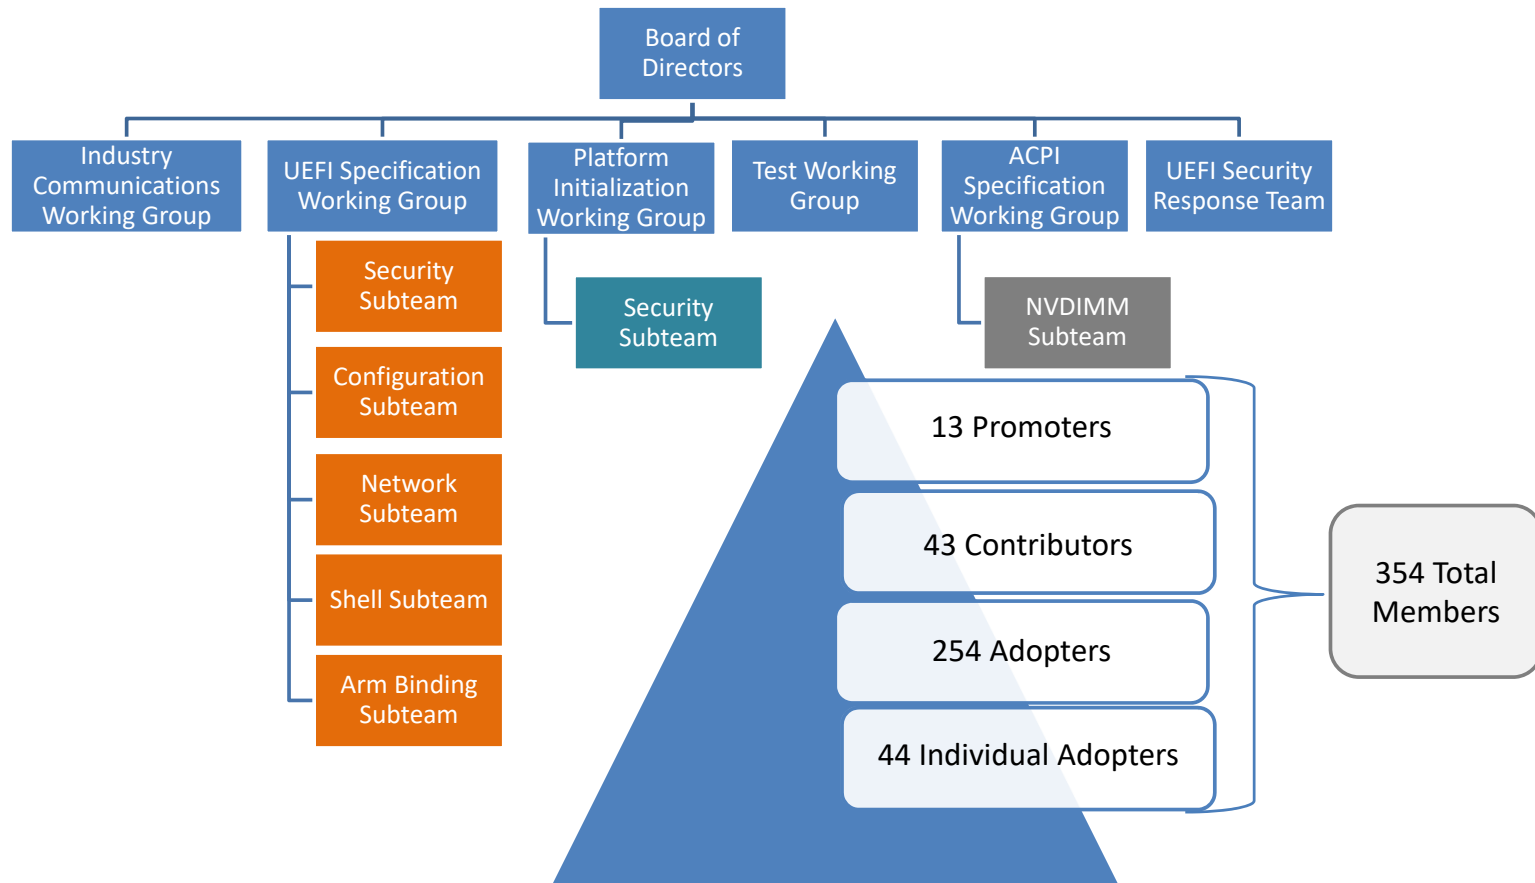 Board of
Directors
Industry
Communications
Working Group
UEFI Specification
Working Group
Platform
Initialization
Working Group
Test Working
Group
ACPI
Specification
Working Group
UEFI Security
Response Team
Security
Subteam
Configuration
Subteam
Network
Subteam
Shell Subteam
Arm Binding
Subteam
Security
Subteam
NVDIMM
Subteam
13 Promoters
43 Contributors
254 Adopters
44 Individual Adopters
354 Total
Members